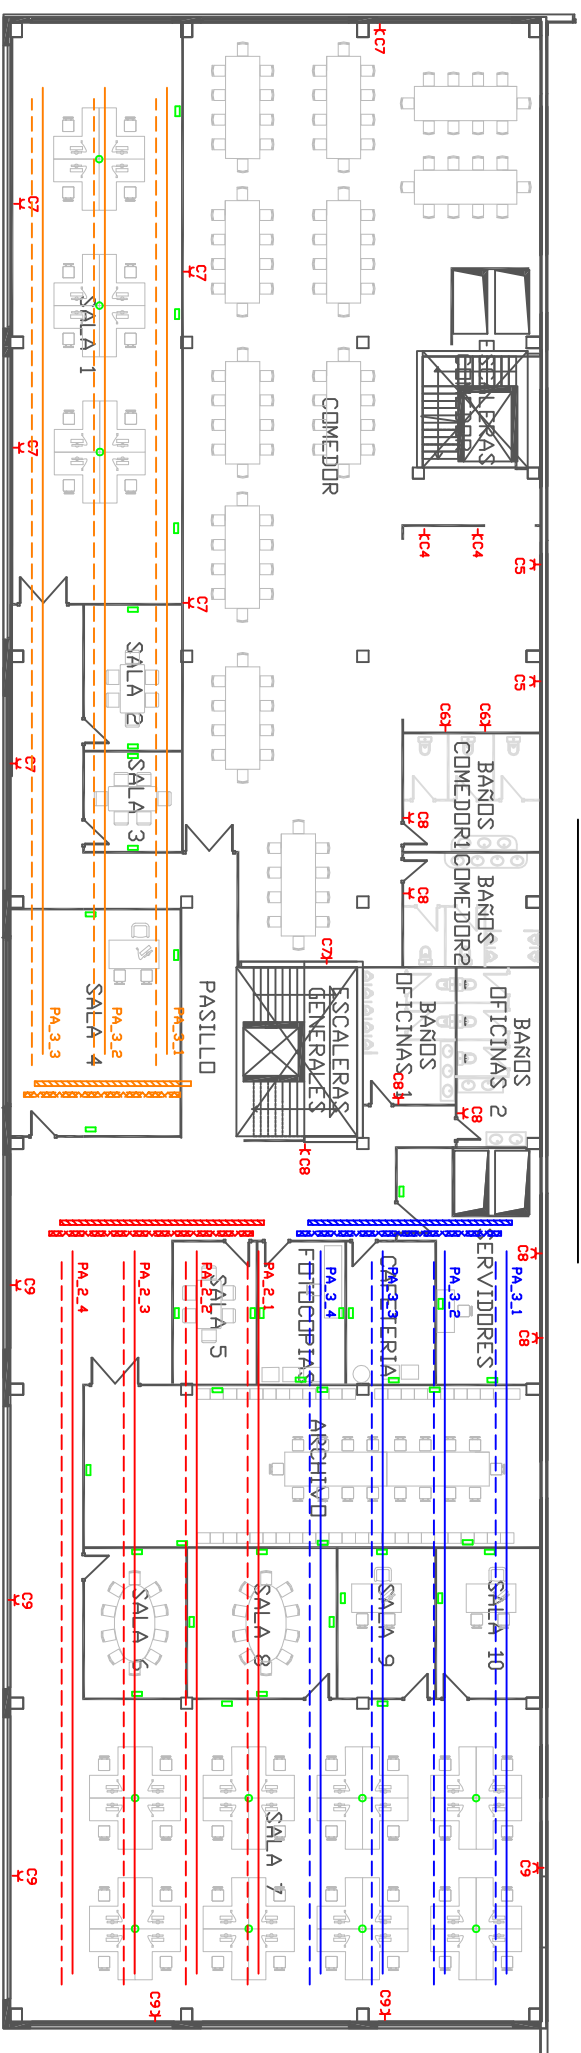 C7
C7
C7
SALA 1
COMEDOR
C7
C4
C4
C5
C7
C5
SALA 2
C6
C6
C7
SALA 3
BAÑOS
COMEDOR1
C8
BAÑOS
COMEDOR2
C8
C7
SALA 4
PASILLO
ESCALERAS
GENERALES
BAÑOS
OFICINAS 1
BAÑOS
OFICINAS 2
PA_3_3
PA_3_2
PA_3_1
C8
C8
C8
C8
C8
C9
PA_2_4
PA_2_3
PA_2_2
PA_2_1
PA_3_4
PA_3_3
PA_3_2
PA_3_1
SALA 5
FOTOCOPIAS
CAFETERIA
SERVIDORES
ARCHIVO
C9
SALA 6
SALA 8
SALA 9
SALA 10
SALA 7
C9
C9
C9
C9